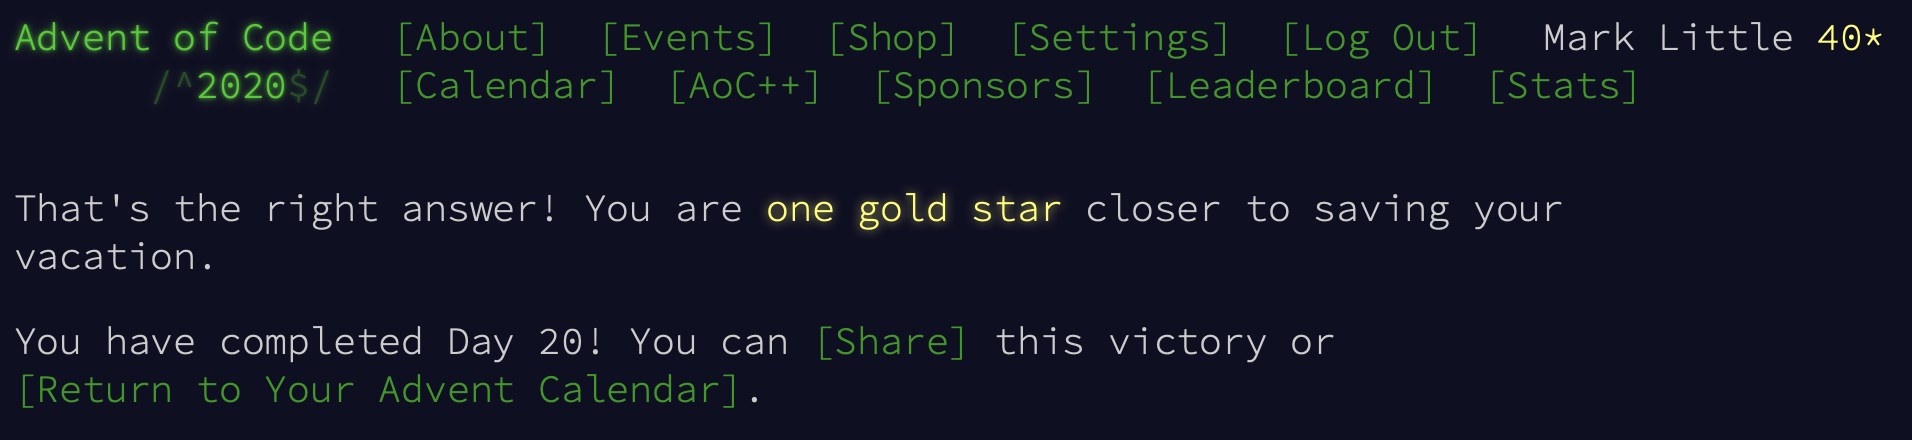 Advent of Code [About] [Events] [Shop] [Settings] [Log Out] Mark Little 40*
/^2020$/ [Calendar] [AoC++] [Sponsors] [Leaderboard] [Stats]
That's the right answer! You are one gold star closer to saving your
vacation.
You have completed Day 20! You can [Share] this victory or
[Return to Your Advent Calendar].